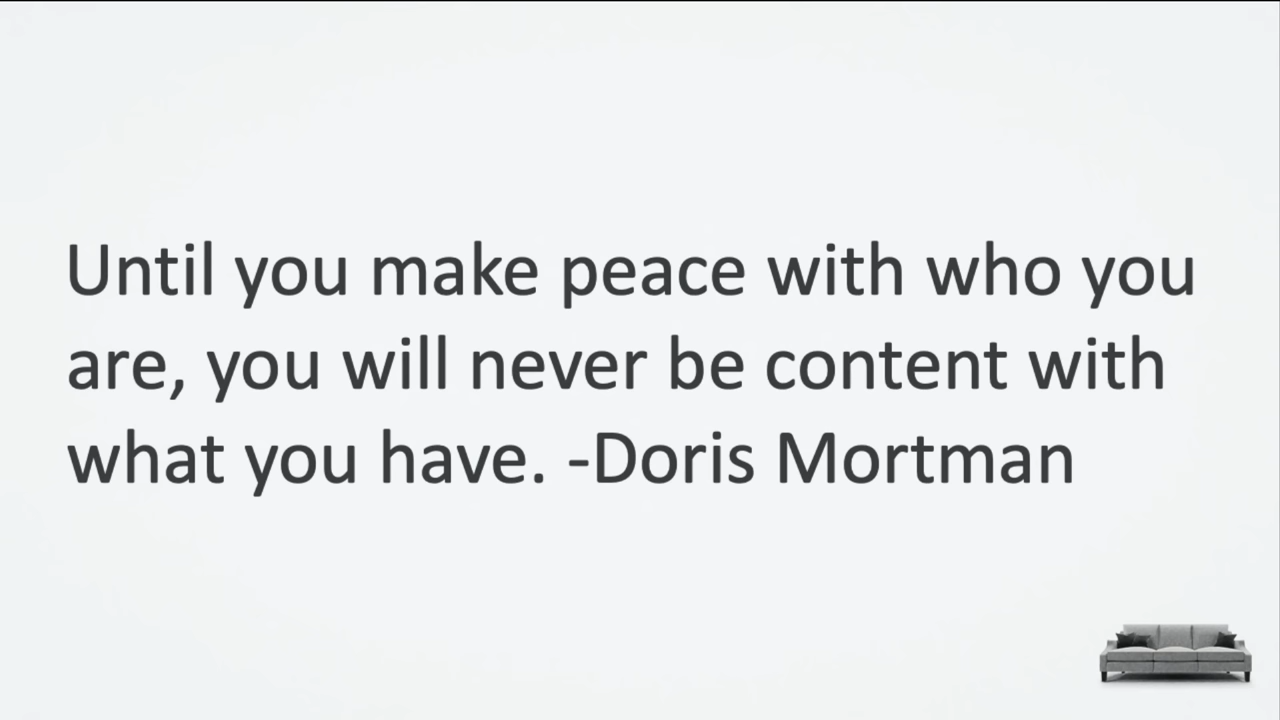 Until you make peace with who you
are, you will never be content with
what you have. -Doris Mortman